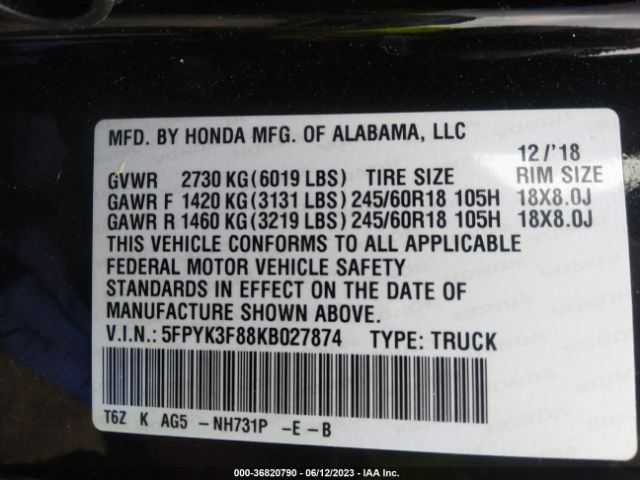 MFD. BY HONDA MFG. OF ALABAMA, LLC
12/'18
GVWR 2730 KG(6019 LBS) TIRE SIZE RIM SIZE
GAWR F 1420 KG(3131 LBS)245/60R18 105H 18X8.0J
GAWR R 1460 KG(3219 LBS)245/60R18 105H 18X8.0J
THIS VEHICLE CONFORMS TO ALL APPLICABLE
FEDERAL MOTOR VEHICLE SAFETY
STANDARDS IN EFFECT ON THE DATE OF
MANUFACTURE SHOWN ABOVE.
V.I.N.: 5FPYK3F88KB027874 TYPE: TRUCK
T6Z K AG5 -NH731P -E-B
000-36820790 - 06/12/2023 - IAA Inc.